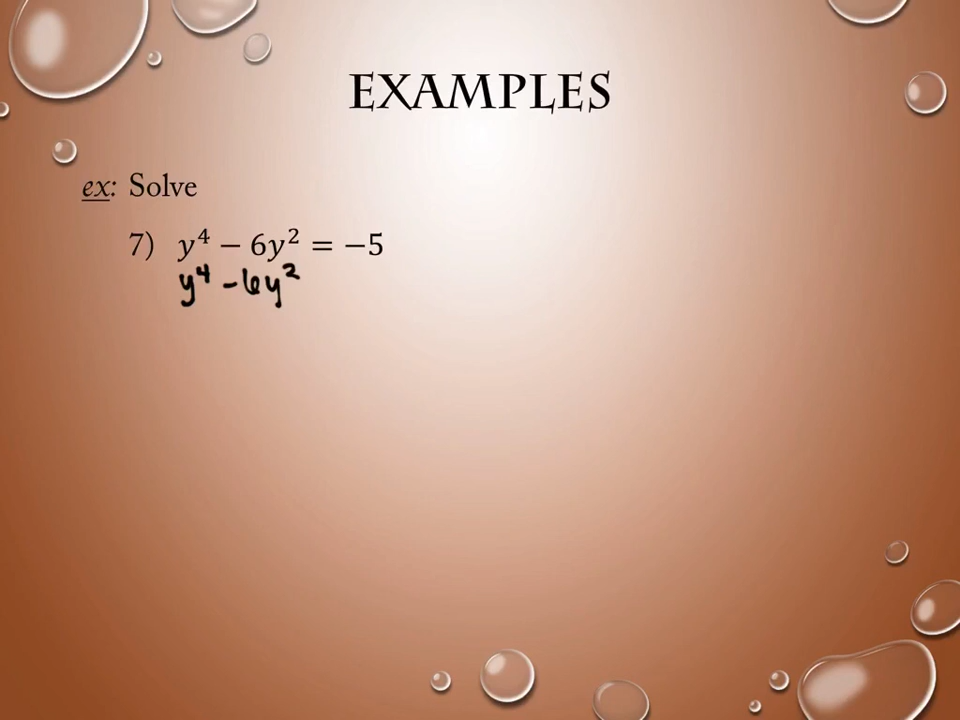 EXAMPLES
ex: Solve
7) y⁴ − 6y² = −5
y⁴ -6y²